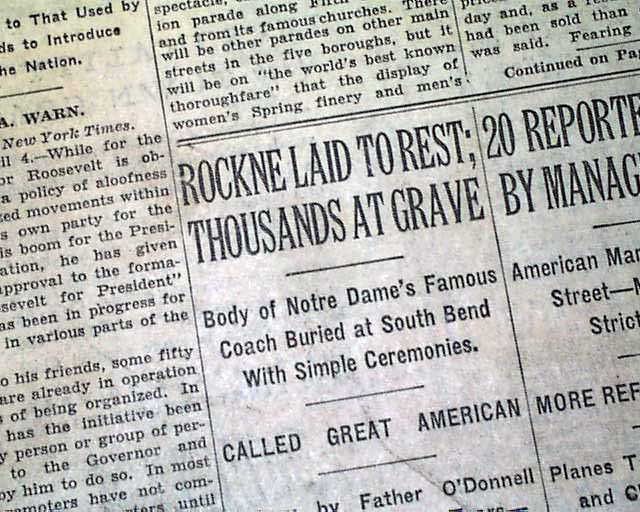 to That Used by
ds to Introduce
he Nation.
A. WARN.
New York Times.
il 4.—While for the
or Roosevelt is ob-
a policy of aloofness
ed movements within
s own party for the
is boom for the Presi-
ation, he has given
approval to the forma-
sevelt for President"
as been in progress for
in various parts of the
o his friends, some fifty
are already in operation
s of being organized. In
has the initiative been
y person or group of per-
to the Governor and
by him to do so. In most
omoters have not com-
ters until
spectacle,
ion parade along Fifth
and from its famous churches. There
will be other parades on other main
streets in the five boroughs, but it
will be on "the world's best known
thoroughfare" that the display of
women's Spring finery and men's
day and, as a
had been sold than
was said. Fearing
Continued on Pag
ROCKNE LAID TO REST;
THOUSANDS AT GRAVE
Body of Notre Dame's Famous
Coach Buried at South Bend
With Simple Ceremonies.
CALLED GREAT AMERICAN
by Father O'Donnell
20 REPORTE
BY MANAG
American Mar
Street—
Strict
MORE REF
Planes T
and